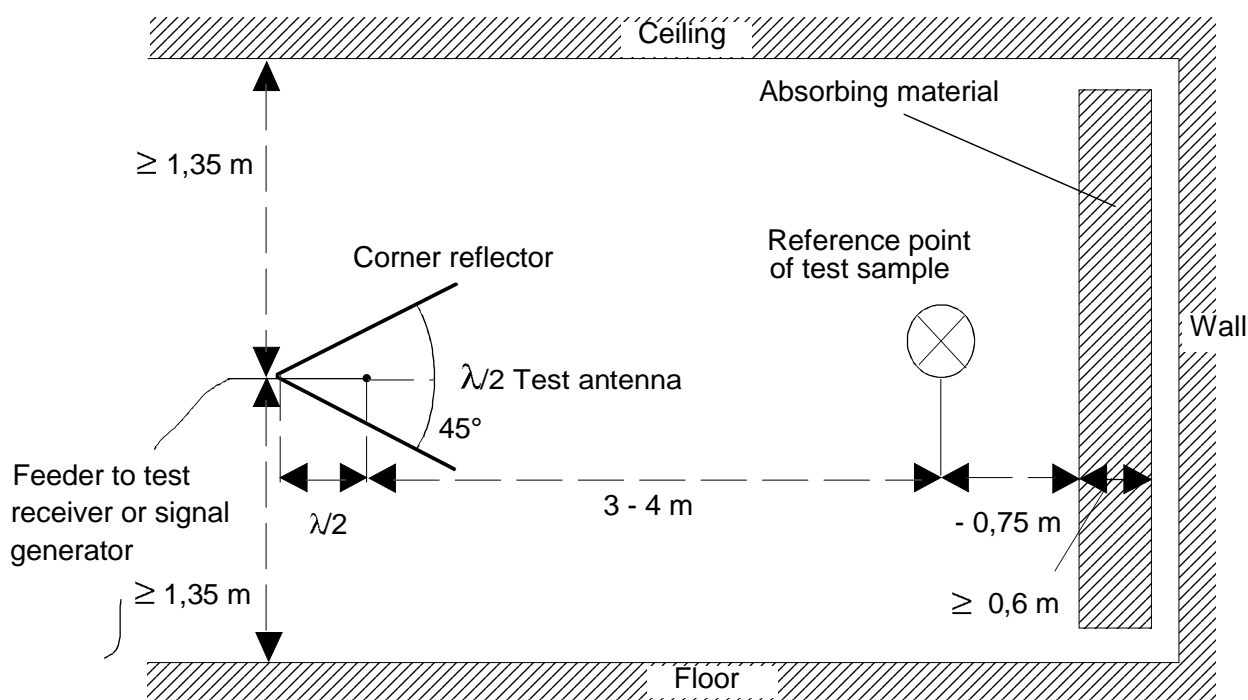 Ceiling
Absorbing material
≥ 1,35 m
Reference point
of test sample
Corner reflector
Wall
λ/2 Test antenna
45°
Feeder to test
receiver or signal
generator
λ/2
3 - 4 m
- 0,75 m
≥ 1,35 m
≥ 0,6 m
Floor